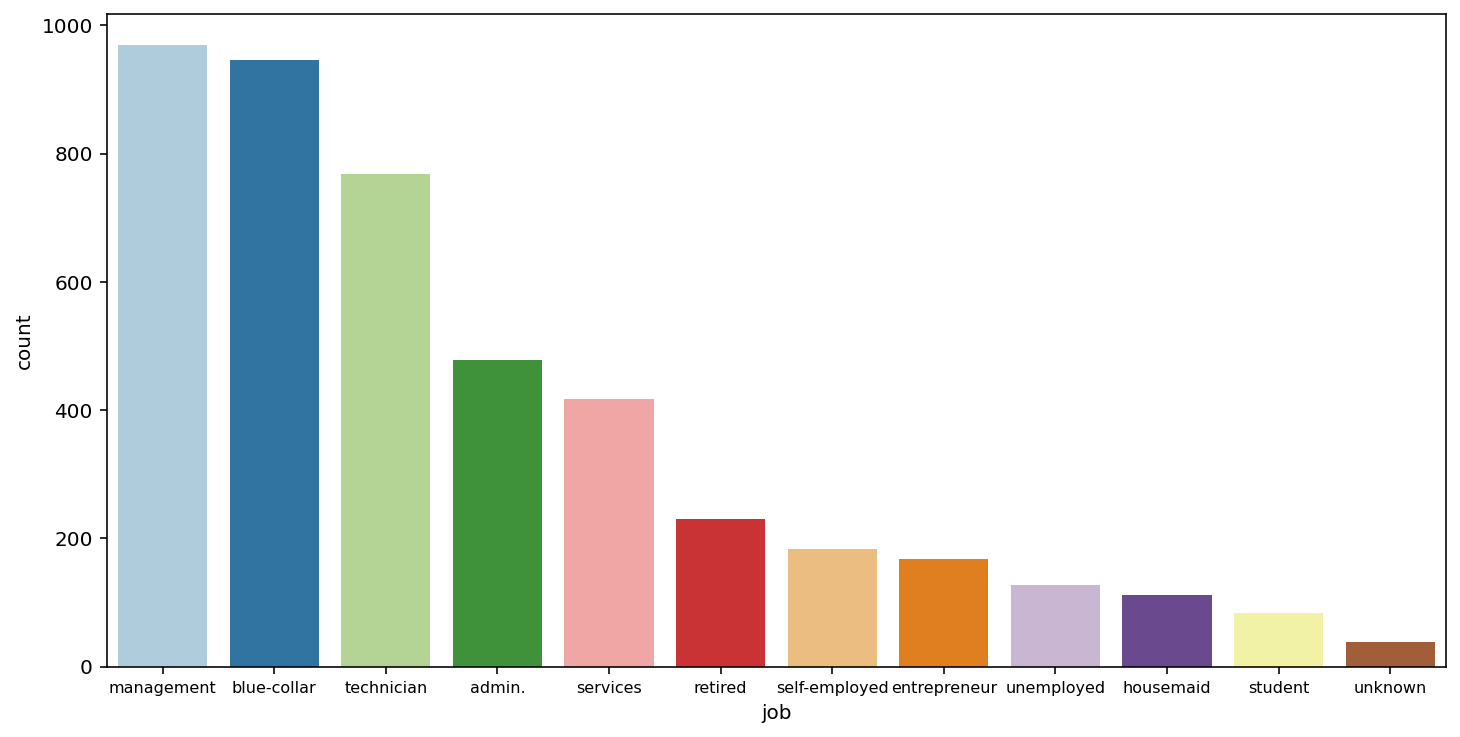 1000
800
600
400
200
0
count
management blue-collar technician admin. services retired self-employed entrepreneur unemployed housemaid student unknown
job